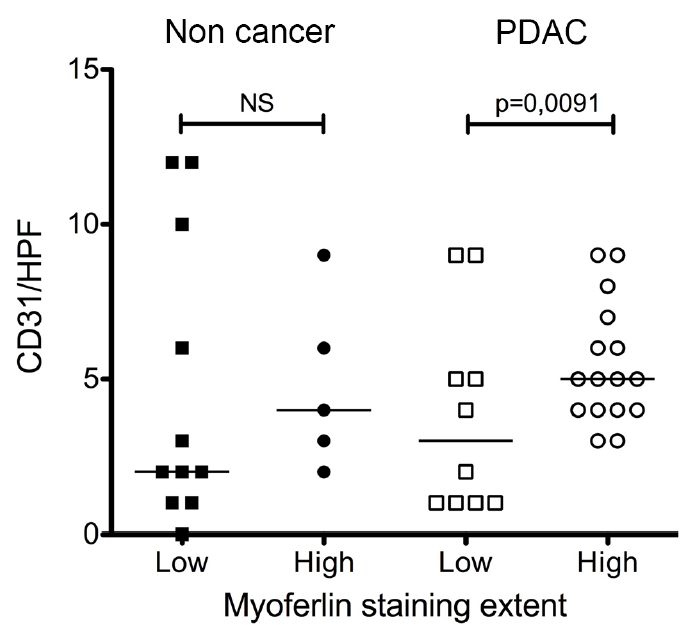 Non cancer PDAC
15
NS p=0,0091
10
CD31/HPF
5
0
Low High Low High
Myoferlin staining extent